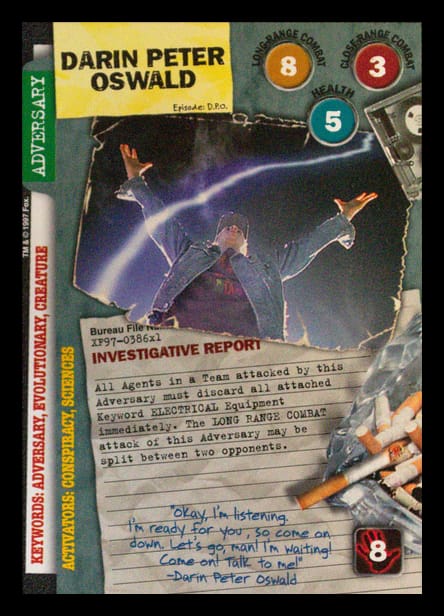 DARIN PETER
OSWALD
Episode: D.P.O.
LONG-RANGE COMBAT
8
CLOSE-RANGE COMBAT
3
HEALTH
5
ADVERSARY
TM & © 1997 Fox.
KEYWORDS: ADVERSARY, EVOLUTIONARY, CREATURE
ACTIVATORS: CONSPIRACY, SCIENCES
Bureau File
XF97-0386x1
INVESTIGATIVE REPORT
All Agents in a Team attacked by this
Adversary must discard all attached
Keyword ELECTRICAL Equipment
immediately. The LONG RANGE COMBAT
attack of this Adversary may be
split between two opponents.
"Okay, I'm listening.
I'm ready for you, so come on
down. Let's go, man! I'm waiting!
Come on! Talk to me!"
-Darin Peter Oswald
8